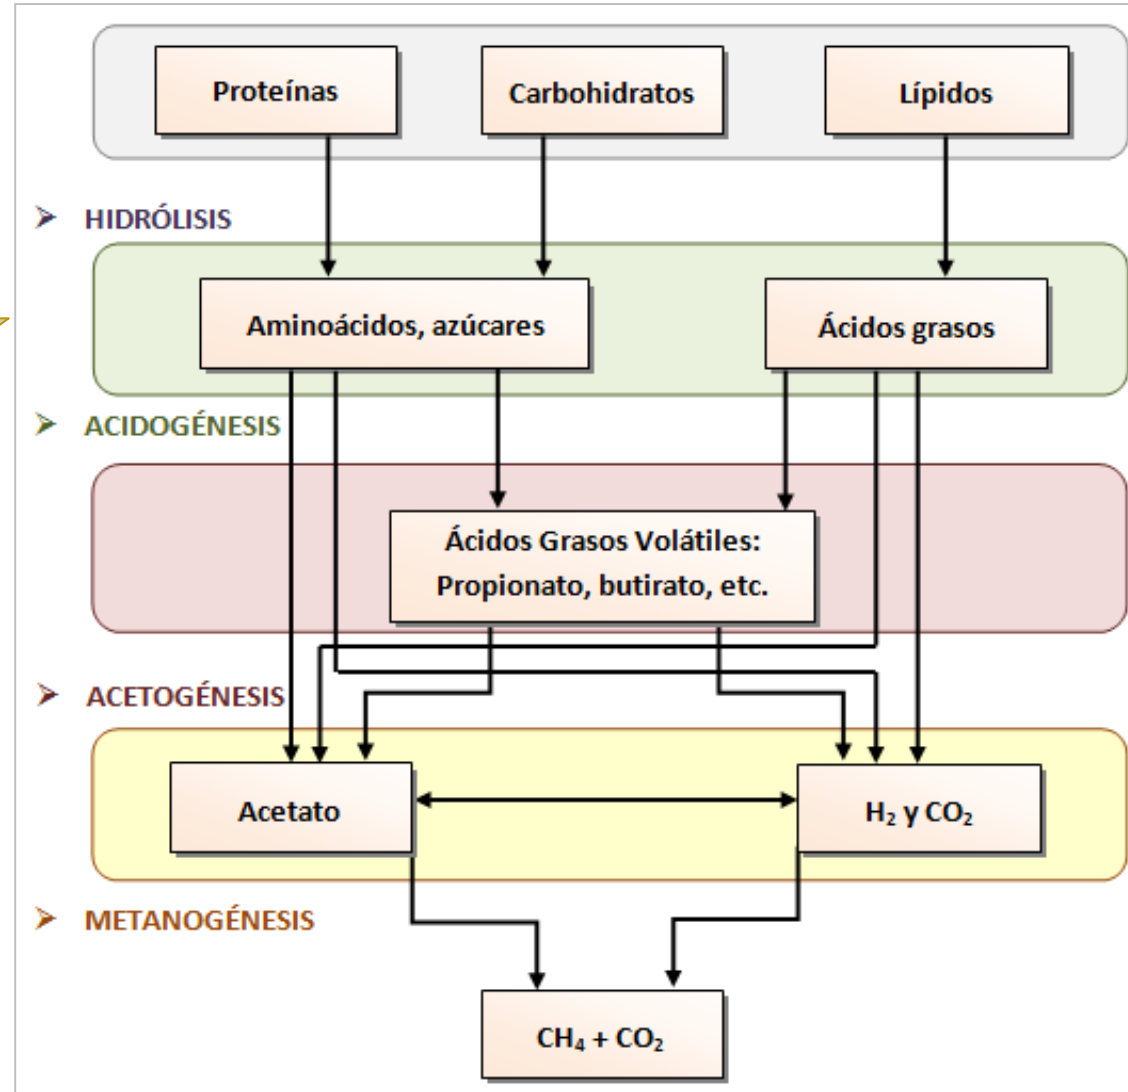 Proteínas
Carbohidratos
Lípidos
➢ HIDRÓLISIS
Aminoácidos, azúcares
Ácidos grasos
➢ ACIDOGÉNESIS
Ácidos Grasos Volátiles:
Propionato, butirato, etc.
➢ ACETOGÉNESIS
Acetato
H₂ y CO₂
➢ METANOGÉNESIS
CH₄ + CO₂